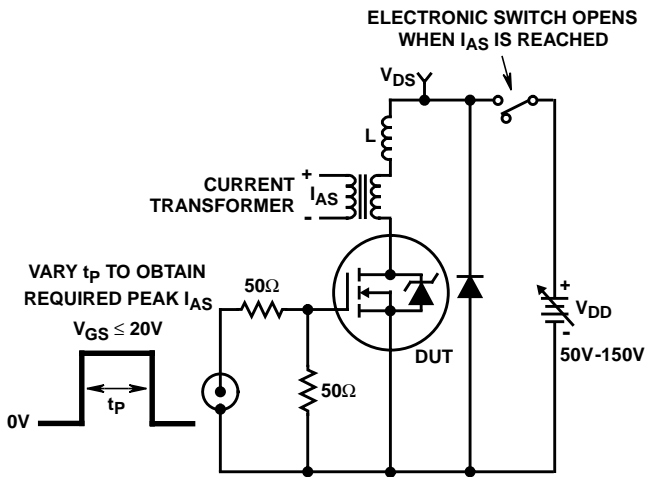 ELECTRONIC SWITCH OPENS
WHEN IAS IS REACHED
VDS
L
+
CURRENT
TRANSFORMER
IAS
-
VARY tP TO OBTAIN
REQUIRED PEAK IAS
50Ω
VGS ≤ 20V
DUT
+
VDD
-
50V-150V
50Ω
tP
0V